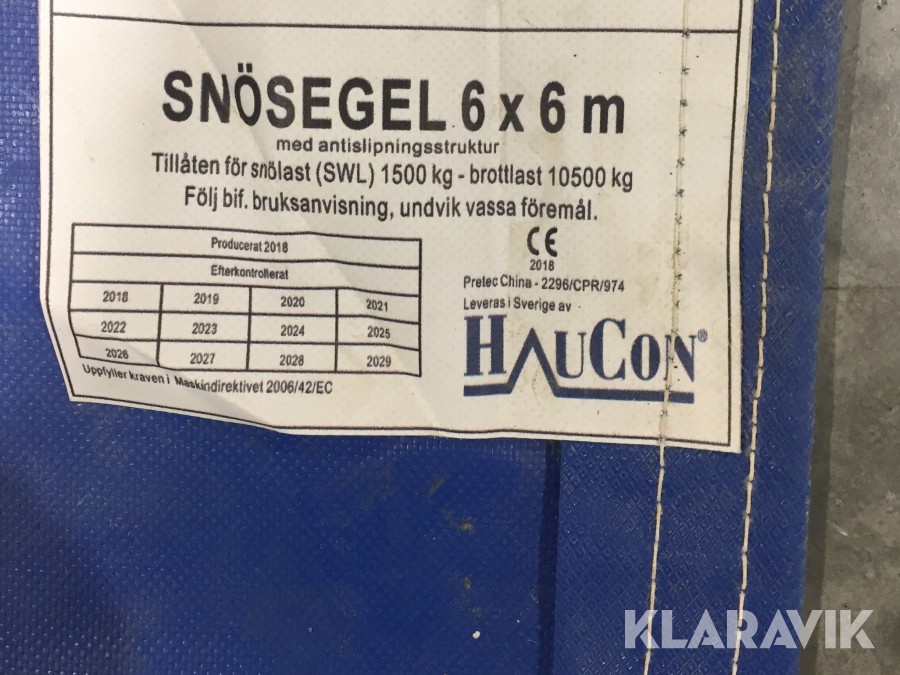 SNÖSEGEL 6 x 6 m
med antislipningsstruktur
Tillåten för snölast (SWL) 1500 kg - brottlast 10500 kg
Följ bif. bruksanvisning, undvik vassa föremål.
Producerat 2018
Efterkontrollerat
2018 2019 2020 2021
2022 2023 2024 2025
2026 2027 2028 2029
Uppfyller kraven i Maskindirektivet 2006/42/EC
CE
2018
Pretec China - 2296/CPR/974
Leveras i Sverige av
HAUCON®
KLARAVIK